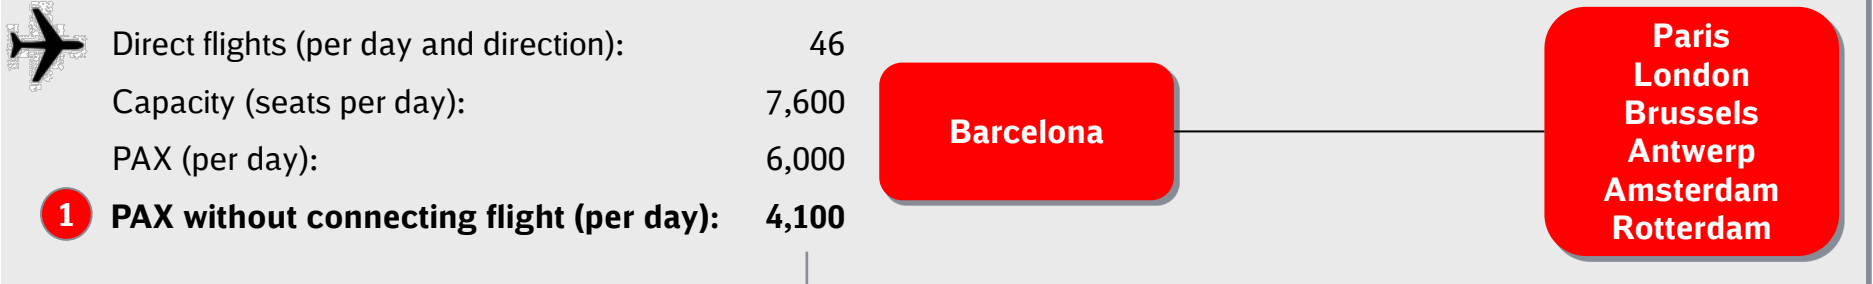 Direct flights (per day and direction): 46
Capacity (seats per day): 7,600
PAX (per day): 6,000
1 PAX without connecting flight (per day): 4,100
Barcelona
Paris
London
Brussels
Antwerp
Amsterdam
Rotterdam